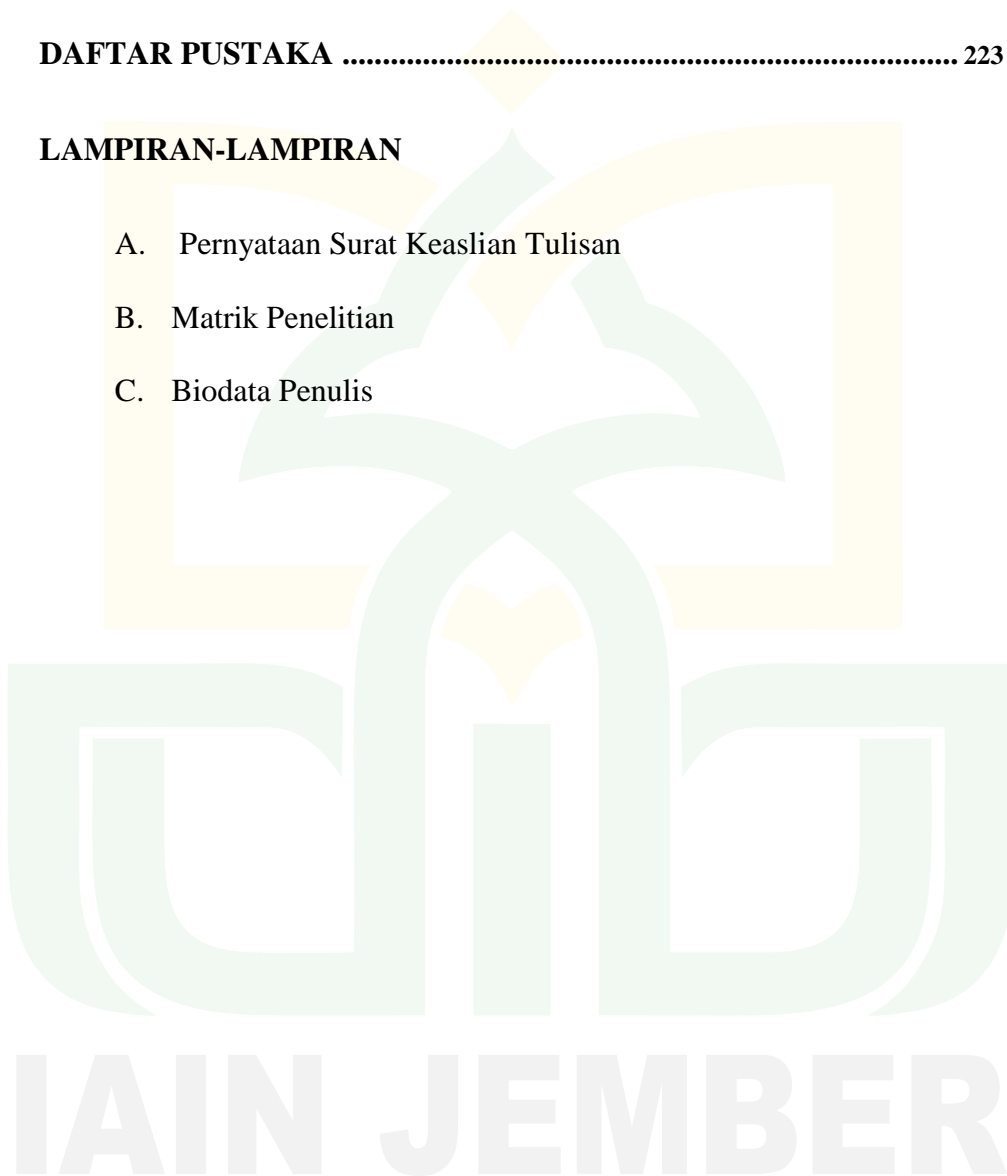 DAFTAR PUSTAKA ............................................................................. 223
LAMPIRAN-LAMPIRAN
A. Pernyataan Surat Keaslian Tulisan
B. Matrik Penelitian
C. Biodata Penulis
IAIN JEMBER